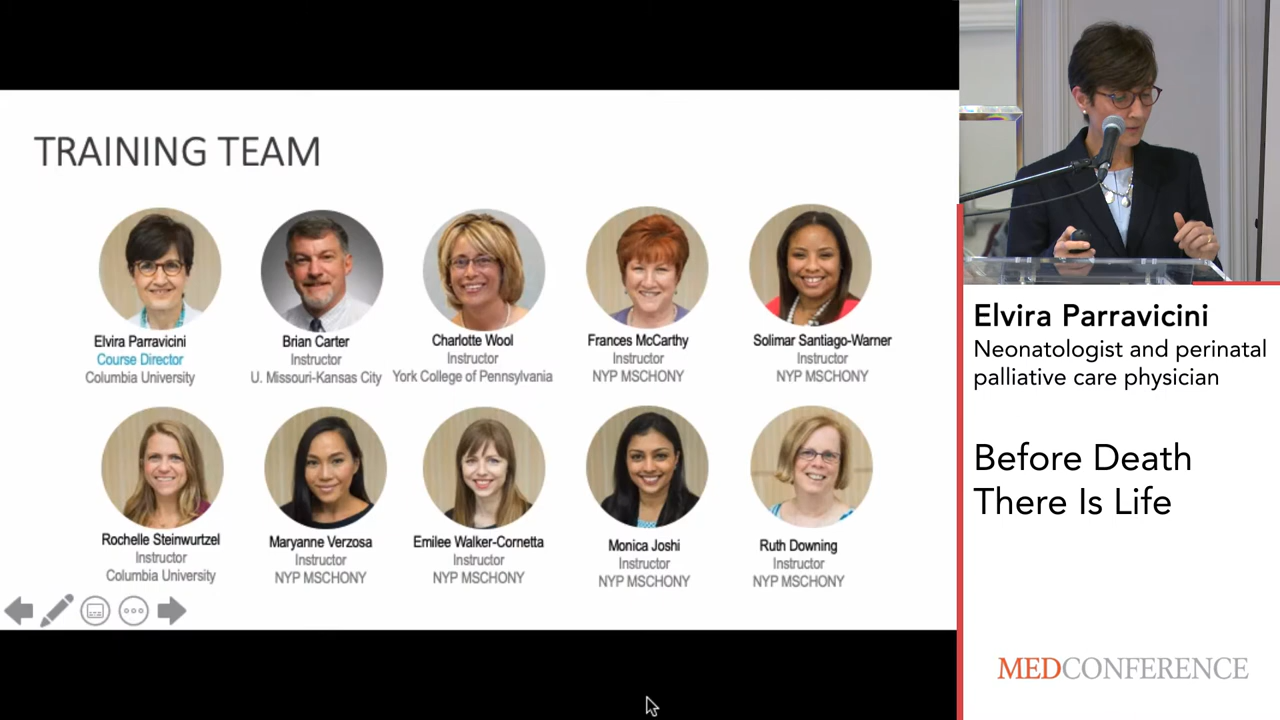 TRAINING TEAM
Elvira Parravicini
Course Director
Columbia University
Brian Carter
Instructor
U. Missouri-Kansas City
Charlotte Wool
Instructor
York College of Pennsylvania
Frances McCarthy
Instructor
NYP MSCHONY
Solimar Santiago-Warner
Instructor
NYP MSCHONY
Rochelle Steinwurtzel
Instructor
Columbia University
Maryanne Verzosa
Instructor
NYP MSCHONY
Emilee Walker-Cornetta
Instructor
NYP MSCHONY
Monica Joshi
Instructor
NYP MSCHONY
Ruth Downing
Instructor
NYP MSCHONY
Elvira Parravicini
Neonatologist and perinatal
palliative care physician
Before Death
There Is Life
MEDCONFERENCE